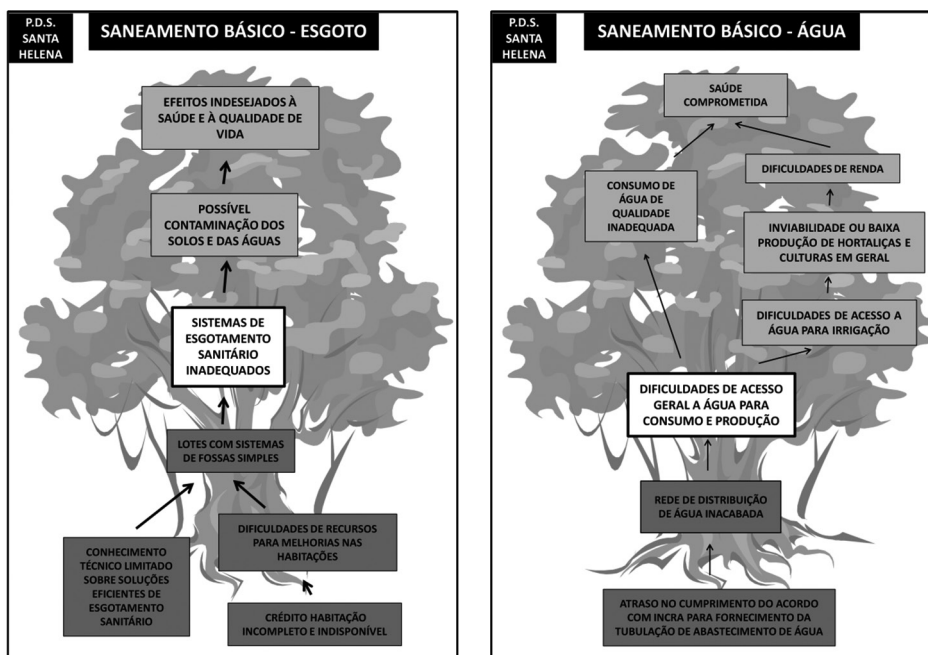 P.D.S.
SANTA
HELENA
SANEAMENTO BÁSICO - ESGOTO
EFEITOS INDESEJADOS À
SAÚDE E À QUALIDADE DE
VIDA
POSSÍVEL
CONTAMINAÇÃO DOS
SOLOS E DAS ÁGUAS
SISTEMAS DE
ESGOTAMENTO
SANITÁRIO
INADEQUADOS
LOTES COM SISTEMAS
DE FOSSAS SIMPLES
CONHECIMENTO
TÉCNICO LIMITADO
SOBRE SOLUÇÕES
EFICIENTES DE
ESGOTAMENTO
SANITÁRIO
DIFICULDADES DE RECURSOS
PARA MELHORIAS NAS
HABITAÇÕES
CRÉDITO HABITAÇÃO
INCOMPLETO E INDISPONÍVEL
P.D.S.
SANTA
HELENA
SANEAMENTO BÁSICO - ÁGUA
SAÚDE
COMPROMETIDA
CONSUMO DE
ÁGUA DE
QUALIDADE
INADEQUADA
DIFICULDADES DE RENDA
INVIABILIDADE OU BAIXA
PRODUÇÃO DE HORTALIÇAS E
CULTURAS EM GERAL
DIFICULDADES DE ACESSO A
ÁGUA PARA IRRIGAÇÃO
DIFICULDADES DE ACESSO
GERAL A ÁGUA PARA
CONSUMO E PRODUÇÃO
REDE DE DISTRIBUIÇÃO
DE ÁGUA INACABADA
ATRASO NO CUMPRIMENTO DO ACORDO
COM INCRA PARA FORNECIMENTO DA
TUBULAÇÃO DE ABASTECIMENTO DE ÁGUA